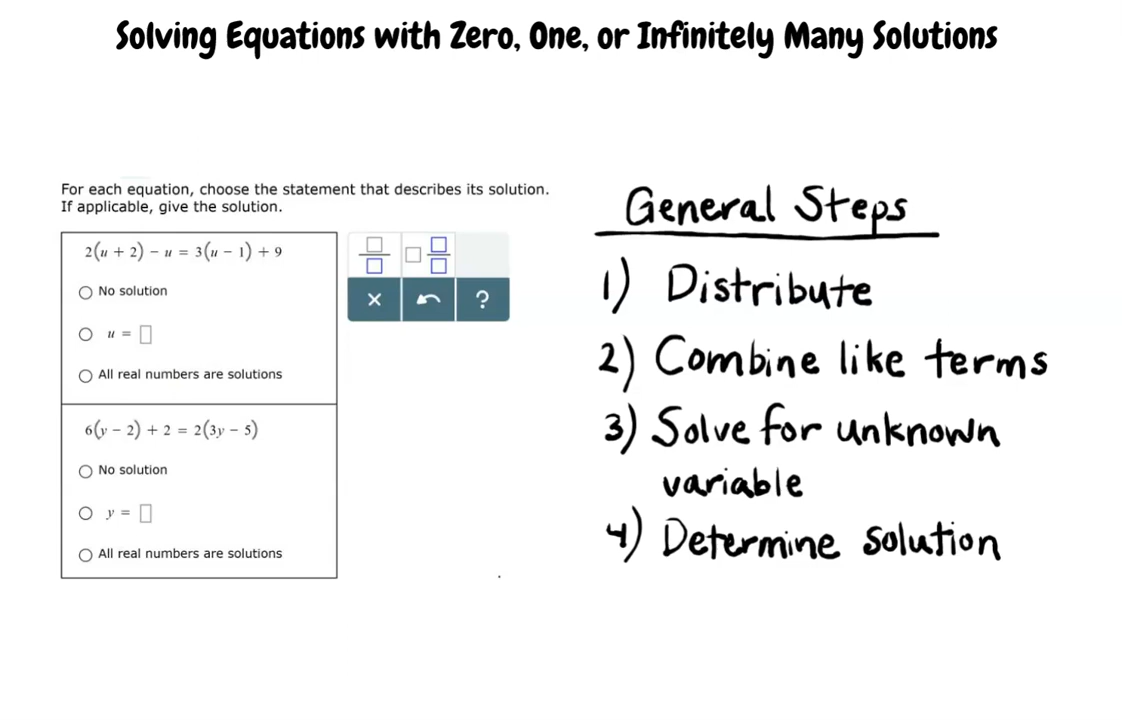 Solving Equations with Zero, One, or Infinitely Many Solutions
For each equation, choose the statement that describes its solution.
If applicable, give the solution.
2(u + 2) − u = 3(u − 1) + 9
No solution
u =
All real numbers are solutions
6(y − 2) + 2 = 2(3y − 5)
No solution
y =
All real numbers are solutions
×
?
General Steps
1) Distribute
2) Combine like terms
3) Solve for unknown
variable
4) Determine solution